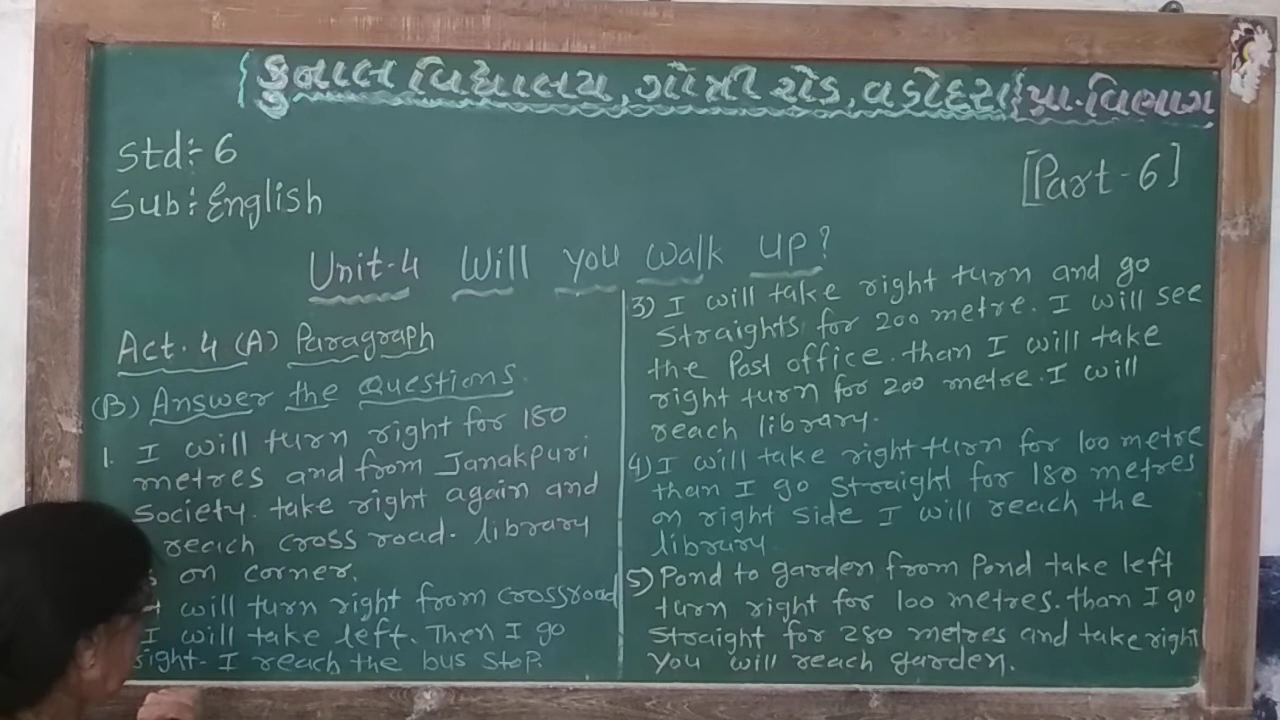 {કુનાલ વિદ્યાલય, ગોત્રી રોડ, વડોદરા{પ્રા. વિભાગ
Std:- 6
[Part-6]
Sub:- English
Unit-4 Will you walk up?
Act. 4 (A) Paragraph
(B) Answer the Questions.
1. I will turn right for 180
metres and from Janakpuri
Society. take right again and
reach cross road. library
on corner.
will turn right from crossroad
I will take left. Then I go
right. I reach the bus stop.
3) I will take right turn and go
Straights for 200 metre. I will see
the Post office. than I will take
right turn for 200 metre. I will
reach library.
4) I will take right turn for 100 metre
than I go straight for 180 metres
on right side I will reach the
library.
5) Pond to garden from Pond take left
turn right for 100 metres. than I go
Straight for 280 metres and take right
you will reach garden.